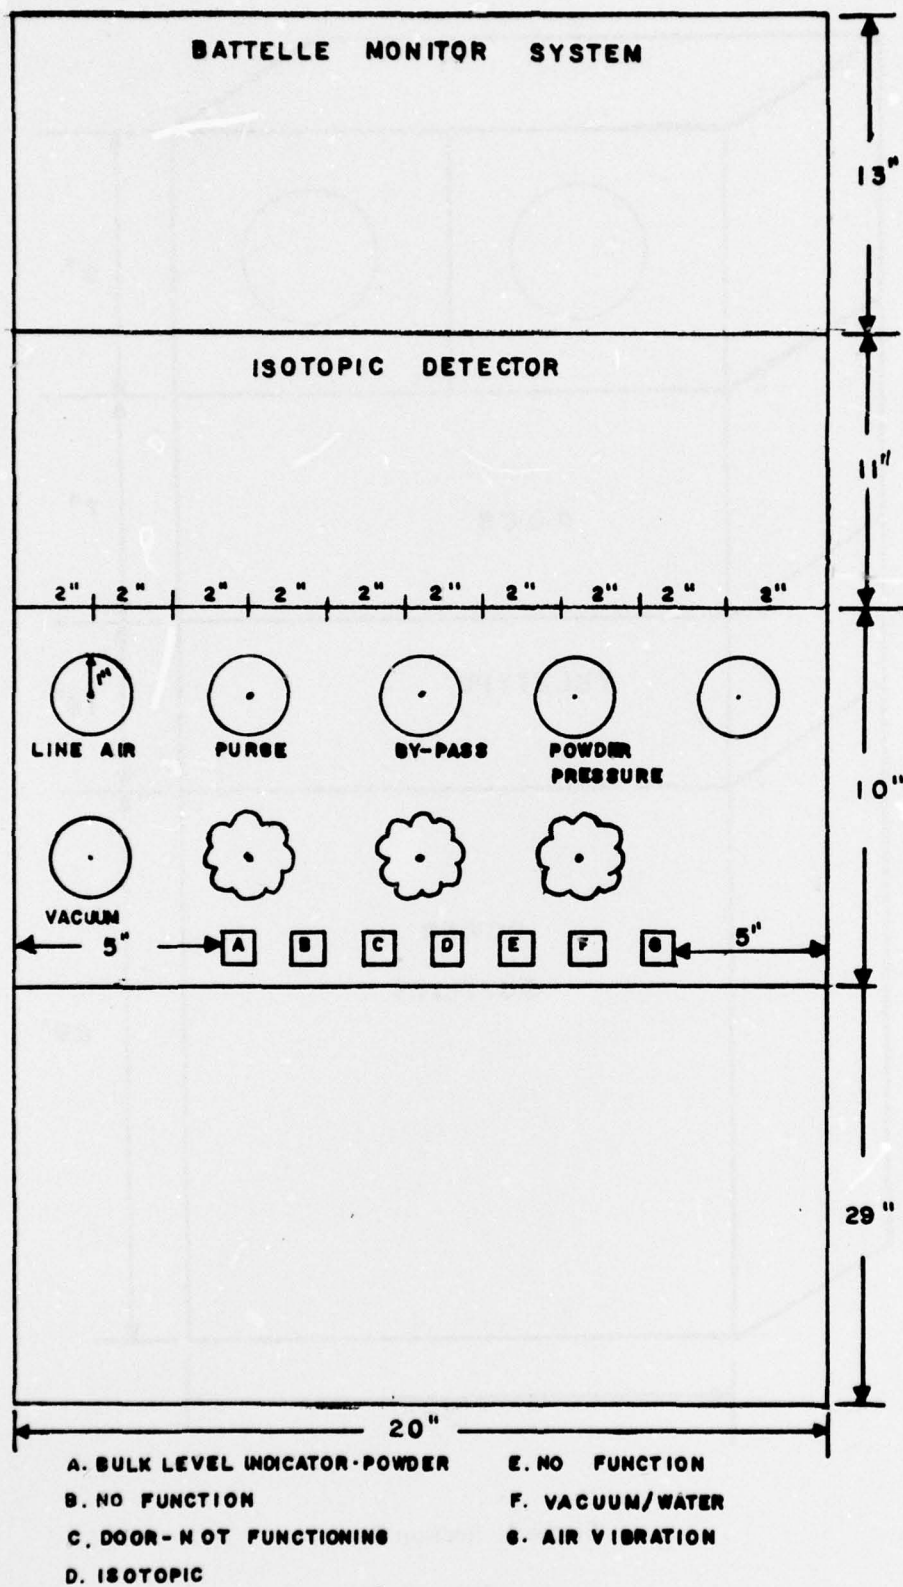 BATTELLE MONITOR SYSTEM
13"
ISOTOPIC DETECTOR
11"
2" 2" 2" 2" 2" 2" 2" 2" 2" 2"
1"
LINE AIR PURGE BY-PASS POWDER
PRESSURE
10"
VACUUM
5" A B C D E F G 5"
29"
20"
A. BULK LEVEL INDICATOR-POWDER E. NO FUNCTION
B. NO FUNCTION F. VACUUM/WATER
C. DOOR-NOT FUNCTIONING G. AIR VIBRATION
D. ISOTOPIC